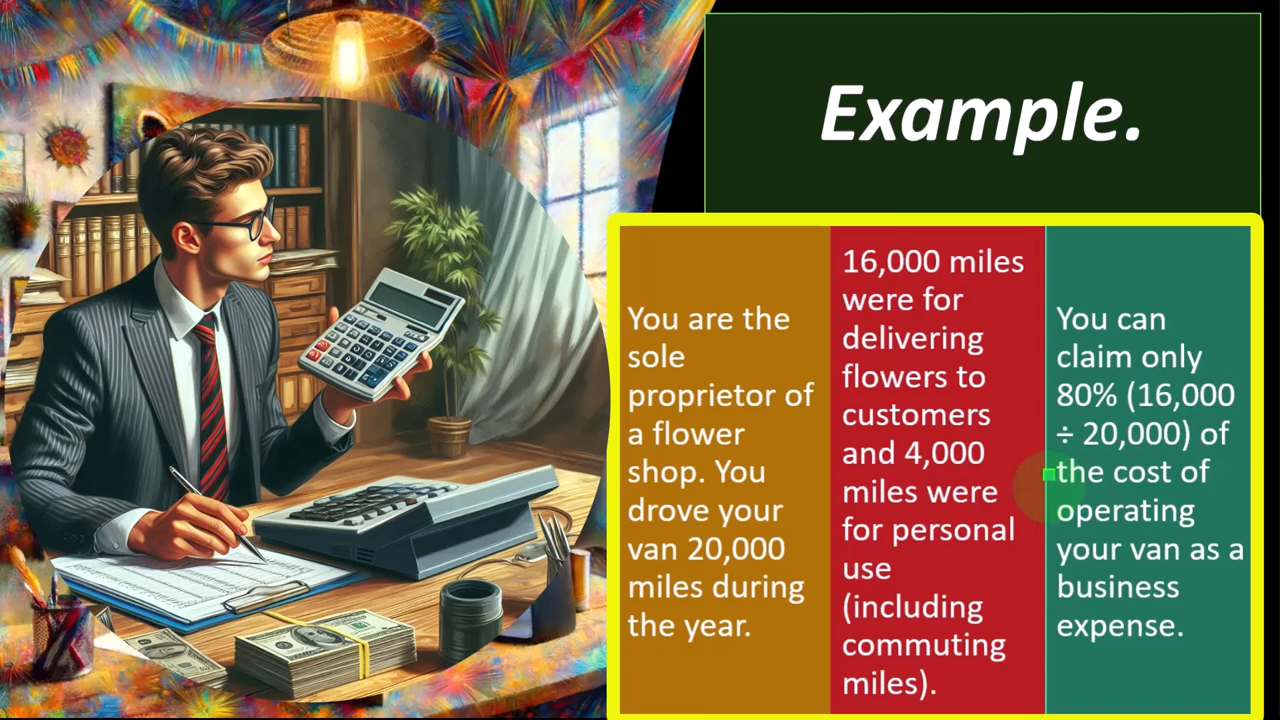 Example.
You are the
sole
proprietor of
a flower
shop. You
drove your
van 20,000
miles during
the year.
16,000 miles
were for
delivering
flowers to
customers
and 4,000
miles were
for personal
use
(including
commuting
miles).
You can
claim only
80% (16,000
÷ 20,000) of
the cost of
operating
your van as a
business
expense.